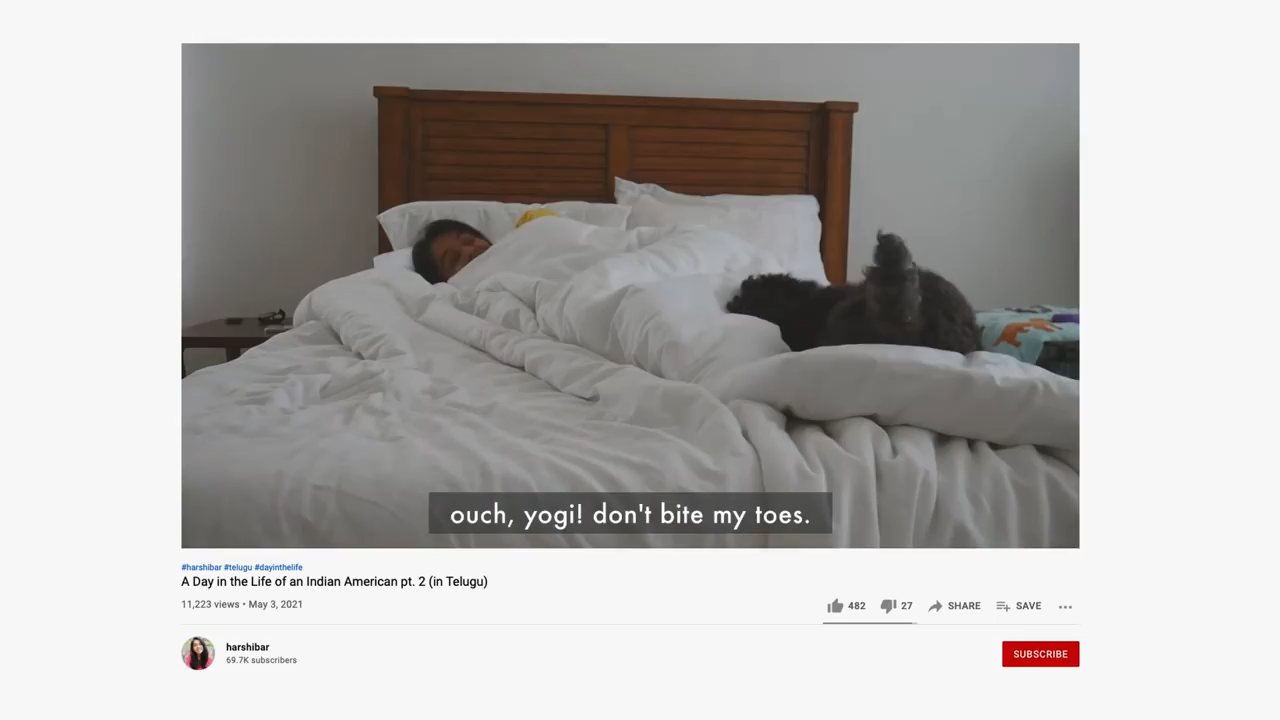 ouch, yogi! don't bite my toes.
#harshibar #telugu #dayinthelife
A Day in the Life of an Indian American pt. 2 (in Telugu)
11,223 views • May 3, 2021
482
27
SHARE
SAVE
harshibar
69.7K subscribers
SUBSCRIBE